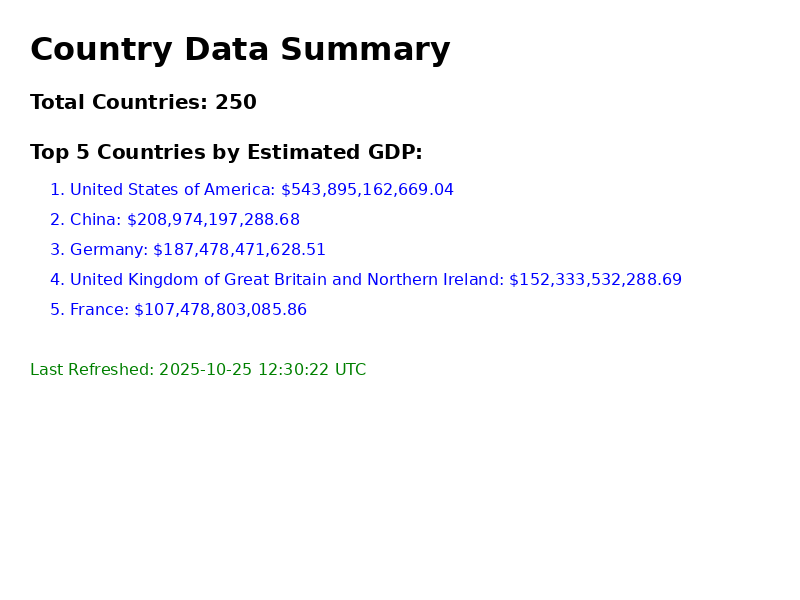 Country Data Summary
Total Countries: 250
Top 5 Countries by Estimated GDP:
1. United States of America: $543,895,162,669.04
2. China: $208,974,197,288.68
3. Germany: $187,478,471,628.51
4. United Kingdom of Great Britain and Northern Ireland: $152,333,532,288.69
5. France: $107,478,803,085.86
Last Refreshed: 2025-10-25 12:30:22 UTC